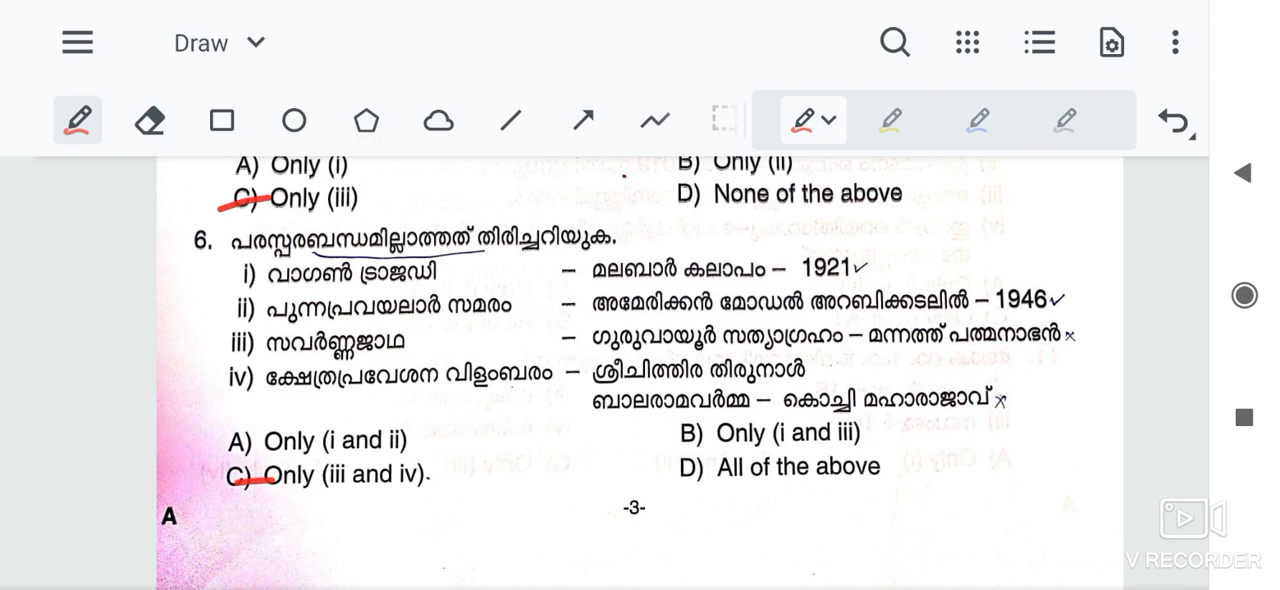 Draw
A) Only (i) B) Only (ii)
C) Only (iii) D) None of the above
6. പരസ്പരബന്ധമില്ലാത്തത് തിരിച്ചറിയുക.
i) വാഗൺ ട്രാജഡി – മലബാർ കലാപം – 1921
ii) പുന്നപ്രവയലാർ സമരം – അമേരിക്കൻ മോഡൽ അറബിക്കടലിൽ – 1946
iii) സവർണ്ണജാഥ – ഗുരുവായൂർ സത്യാഗ്രഹം – മന്നത്ത് പത്മനാഭൻ
iv) ക്ഷേത്രപ്രവേശന വിളംബരം – ശ്രീചിത്തിര തിരുനാൾ
ബാലരാമവർമ്മ – കൊച്ചി മഹാരാജാവ്
A) Only (i and ii) B) Only (i and iii)
C) Only (iii and iv). D) All of the above
A -3-
V RECORDER